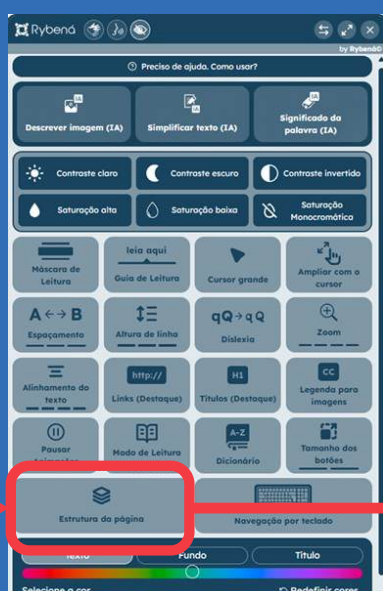 Rybená
by Rybená©
Preciso de ajuda. Como usar?
IA
IA
IA
Descrever imagem (IA)
Simplificar texto (IA)
Significado da
palavra (IA)
Contraste claro
Contraste escuro
Contraste invertido
Saturação alta
Saturação baixa
Saturação
Monocromática
leia aqui
Máscara de
Leitura
Guia de Leitura
Cursor grande
Ampliar com o
cursor
A B
qQ qQ
Espaçamento
Altura de linha
Dislexia
Zoom
http://
H1
CC
Alinhamento do
texto
Links (Destaque)
Títulos (Destaque)
Legenda para
imagens
A-Z
Pausar
Animações
Modo de Leitura
Dicionário
Tamanho dos
botões
Estrutura da página
Navegação por teclado
Texto
Fundo
Título
Selecione a cor
Redefinir cores